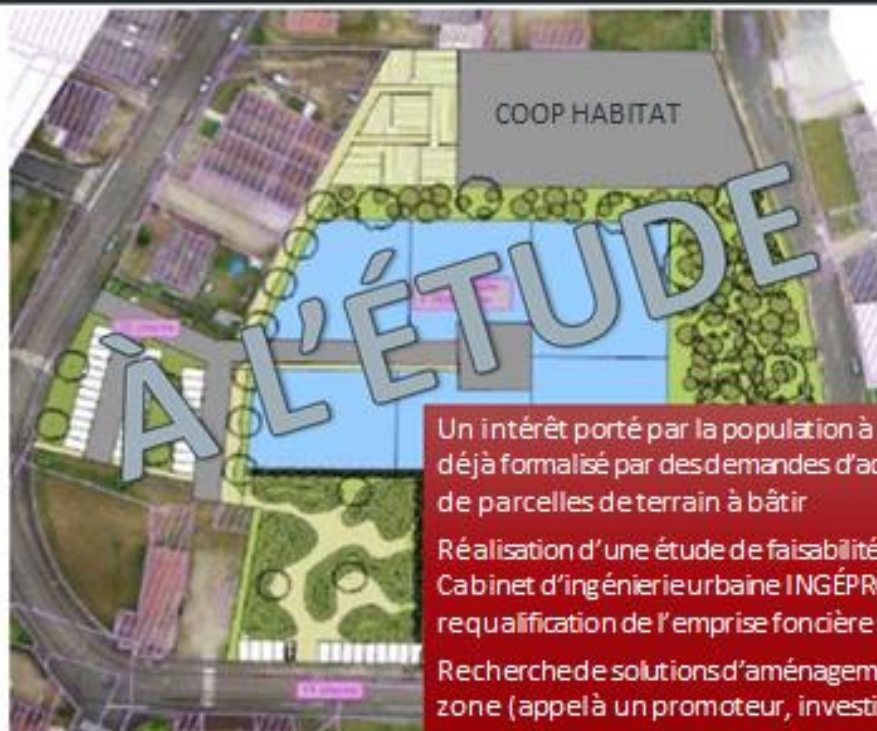 COOP HABITAT
À L'ÉTUDE
Un intérêt porté par la population à
déjà formalisé par des demandes d'ac
de parcelles de terrain à bâtir
Réalisation d'une étude de faisabilité
Cabinet d'ingénierie urbaine INGÉPRO
requalification de l'emprise foncière
Recherche de solutions d'aménagem
zone (appel à un promoteur, investi